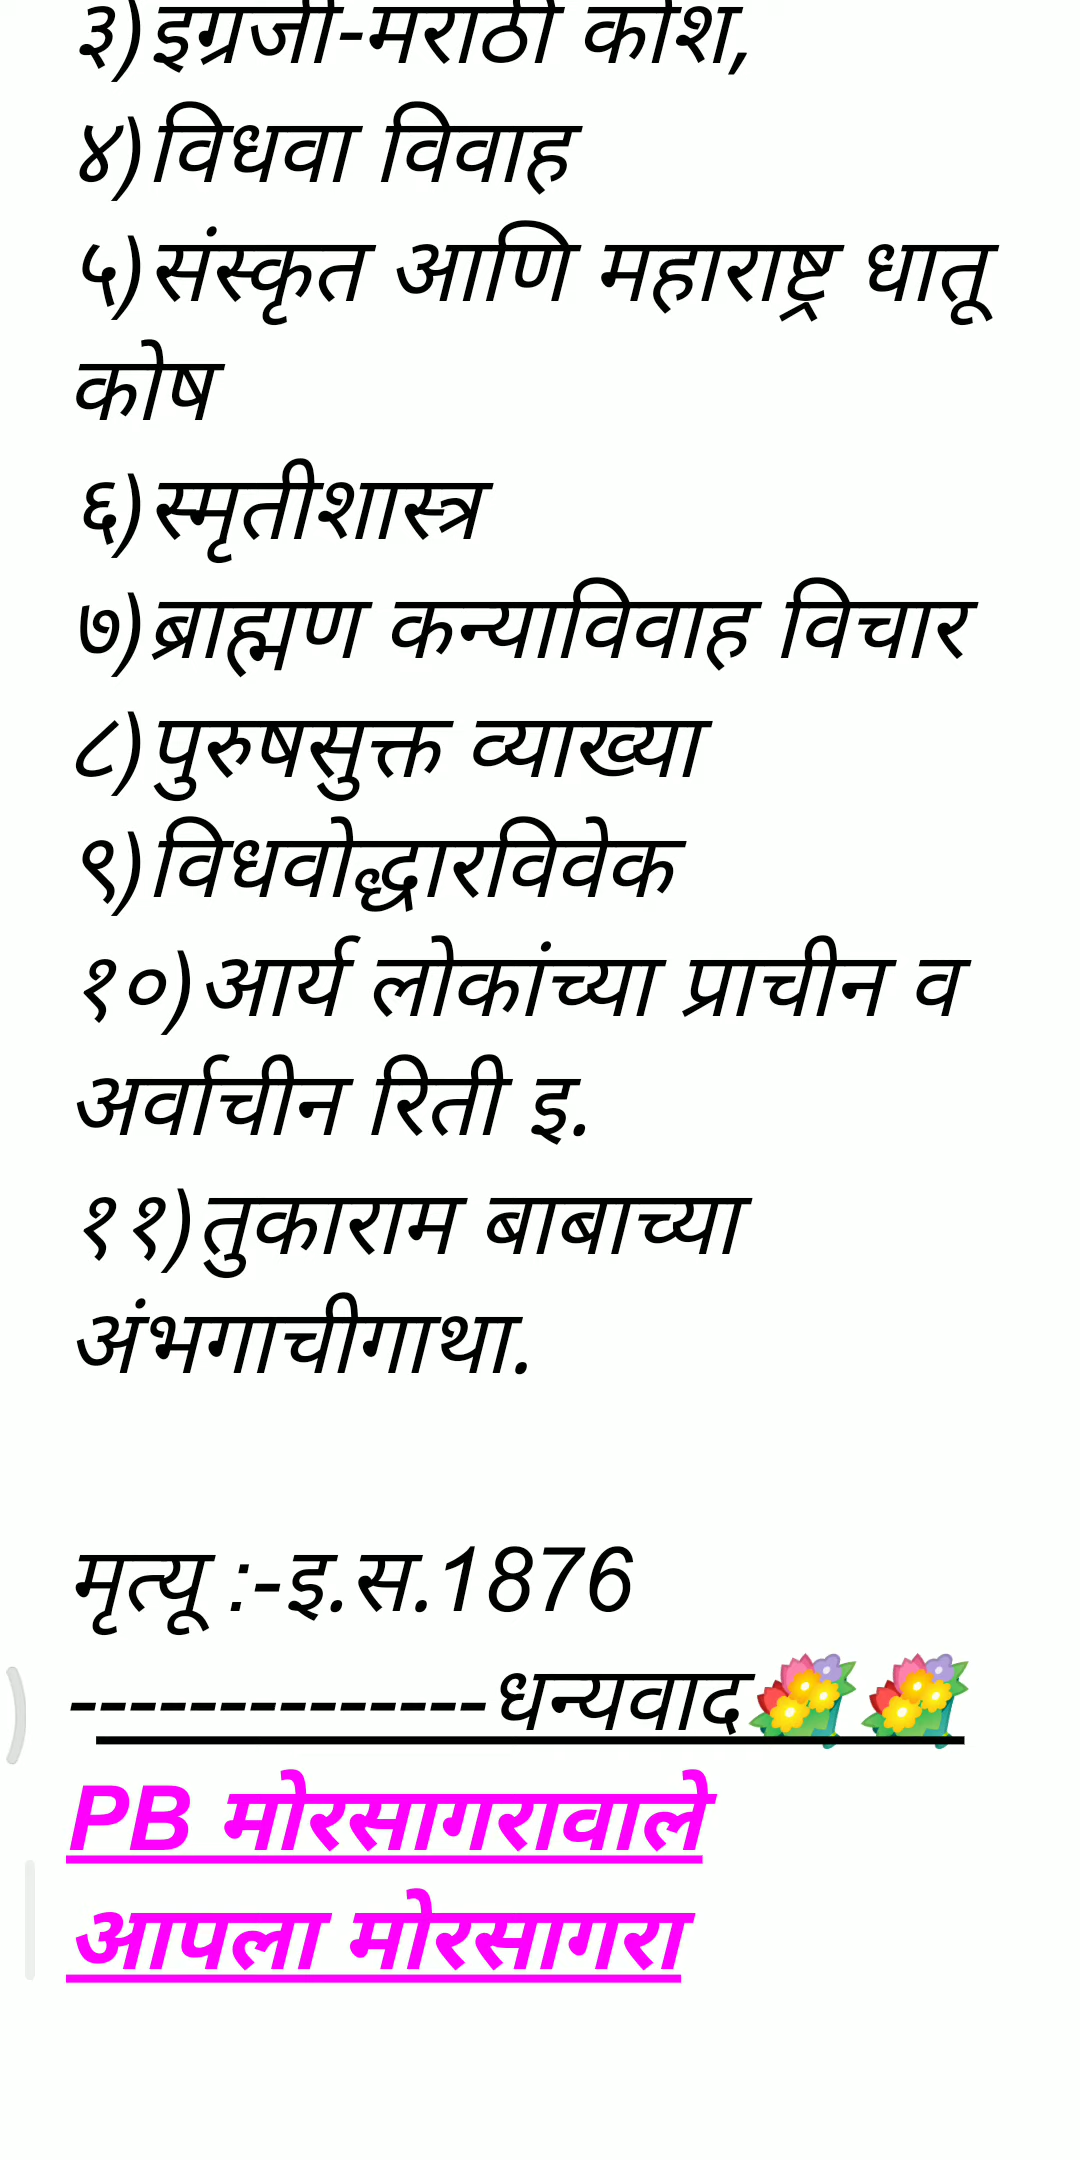 ३)इंग्रजी-मराठी कोश,
४)विधवा विवाह
५)संस्कृत आणि महाराष्ट्र धातू
कोष
६)स्मृतीशास्त्र
७)ब्राह्मण कन्याविवाह विचार
८)पुरुषसुक्त व्याख्या
९)विधवोद्धारविवेक
१०)आर्य लोकांच्या प्राचीन व
अर्वाचीन रिती इ.
११)तुकाराम बाबाच्या
अंभगाचीगाथा.
मृत्यू :-इ.स.1876
--------------धन्यवाद💐💐
PB मोरसागरावाले
आपला मोरसागरा